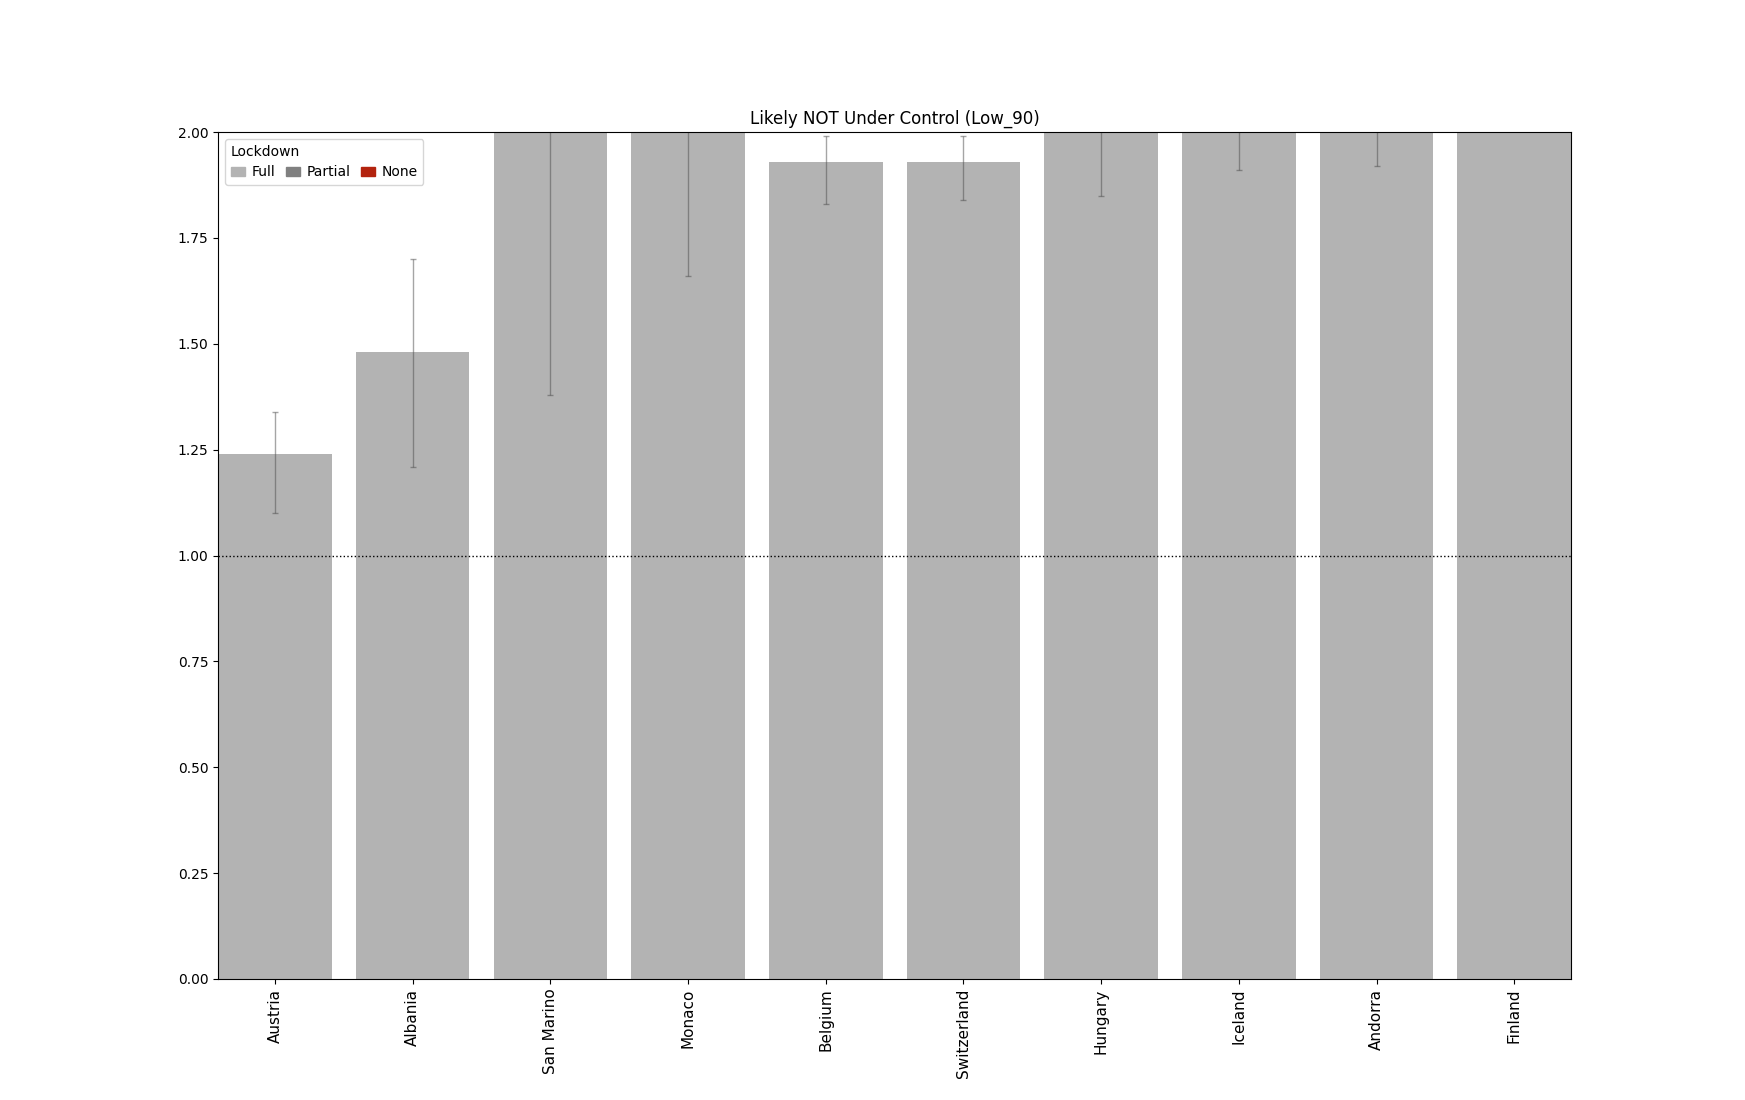 Likely NOT Under Control (Low_90)
Lockdown
Full Partial None
2.00
1.75
1.50
1.25
1.00
0.75
0.50
0.25
0.00
Austria
Albania
San Marino
Monaco
Belgium
Switzerland
Hungary
Iceland
Andorra
Finland